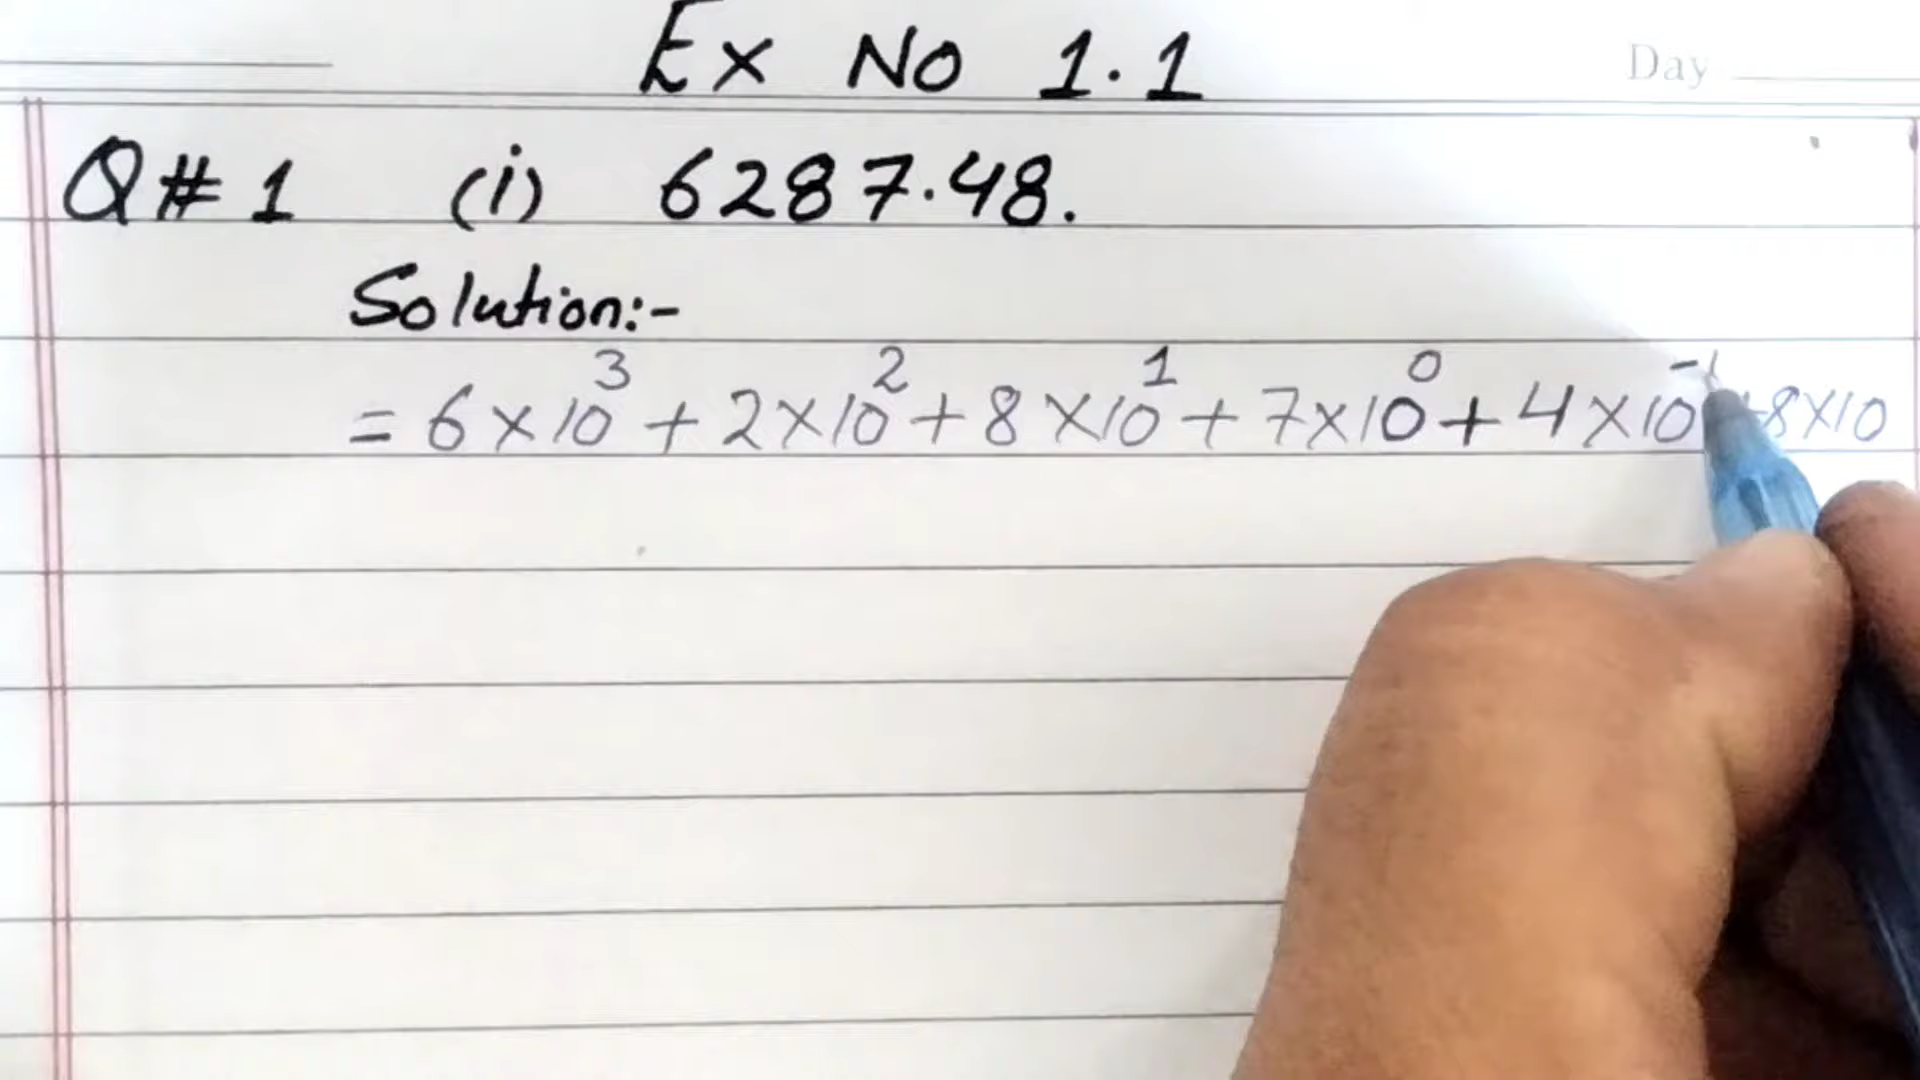 Ex No 1.1
Day
Q# 1 (i) 6287.48.
Solution:-
= 6×10³ + 2×10² + 8×10¹ + 7×10⁰ + 4×10⁻¹ +8×10